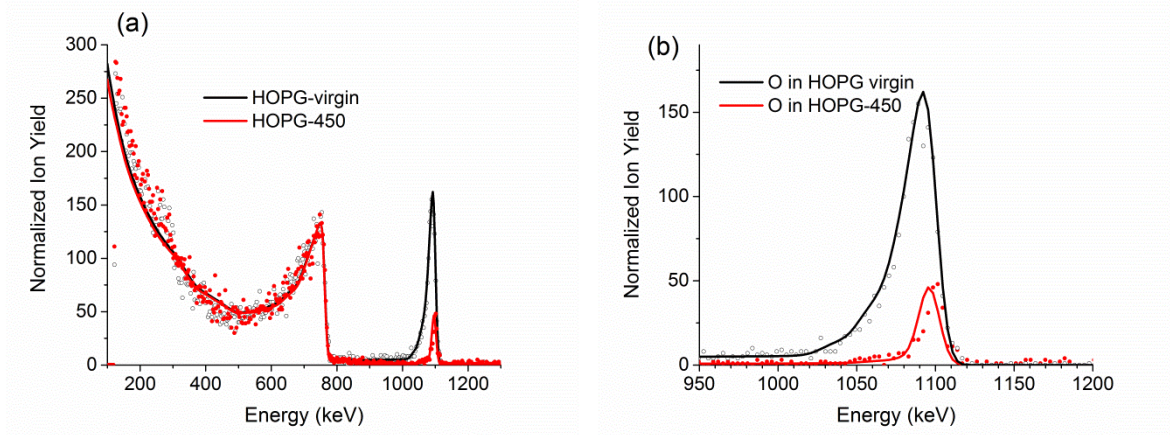 (a)
300
250
200
150
100
50
0
Normalized Ion Yield
HOPG-virgin
HOPG-450
200 400 600 800 1000 1200
Energy (keV)
(b)
150
100
50
0
Normalized Ion Yield
O in HOPG virgin
O in HOPG-450
950 1000 1050 1100 1150 1200
Energy (keV)